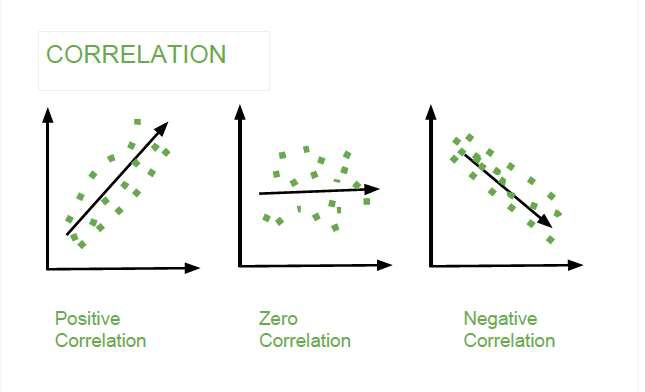 CORRELATION
Positive
Correlation
Zero
Correlation
Negative
Correlation